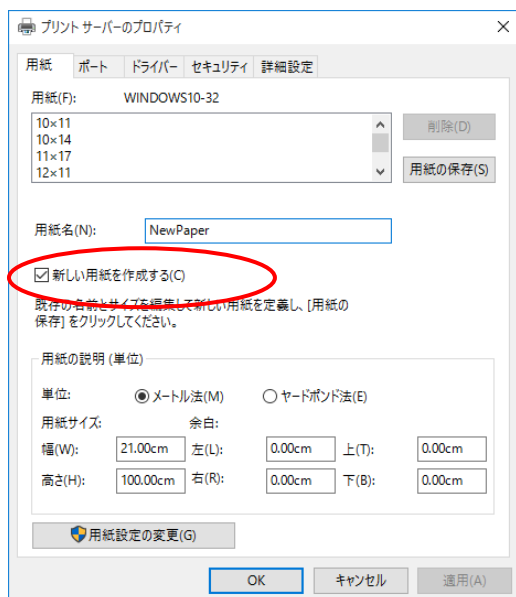 プリント サーバーのプロパティ
用紙 ポート ドライバー セキュリティ 詳細設定
用紙(F): WINDOWS10-32
10×11
10×14
11×17
12×11
削除(D)
用紙の保存(S)
用紙名(N): NewPaper
新しい用紙を作成する(C)
既存の名前とサイズを編集して新しい用紙を定義し、[用紙の
保存] をクリックしてください。
用紙の説明 (単位)
単位: メートル法(M) ヤードポンド法(E)
用紙サイズ: 余白:
幅(W): 21.00cm 左(L): 0.00cm 上(T): 0.00cm
高さ(H): 100.00cm 右(R): 0.00cm 下(B): 0.00cm
用紙設定の変更(G)
OK キャンセル 適用(A)